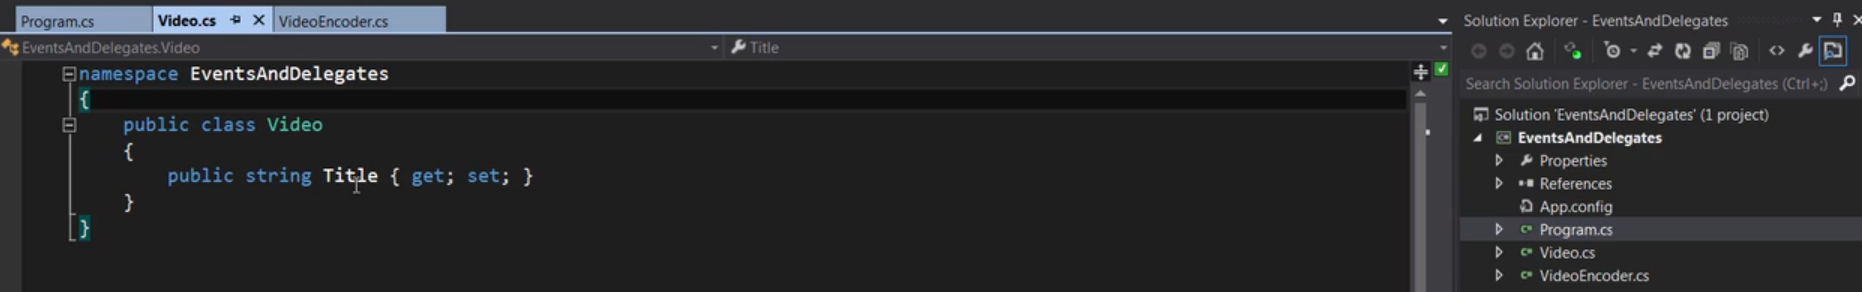 Program.cs
Video.cs
VideoEncoder.cs
EventsAndDelegates.Video
Title
namespace EventsAndDelegates
{
public class Video
{
public string Title { get; set; }
}
}
Solution Explorer - EventsAndDelegates
Search Solution Explorer - EventsAndDelegates (Ctrl+;)
Solution 'EventsAndDelegates' (1 project)
EventsAndDelegates
Properties
References
App.config
Program.cs
Video.cs
VideoEncoder.cs